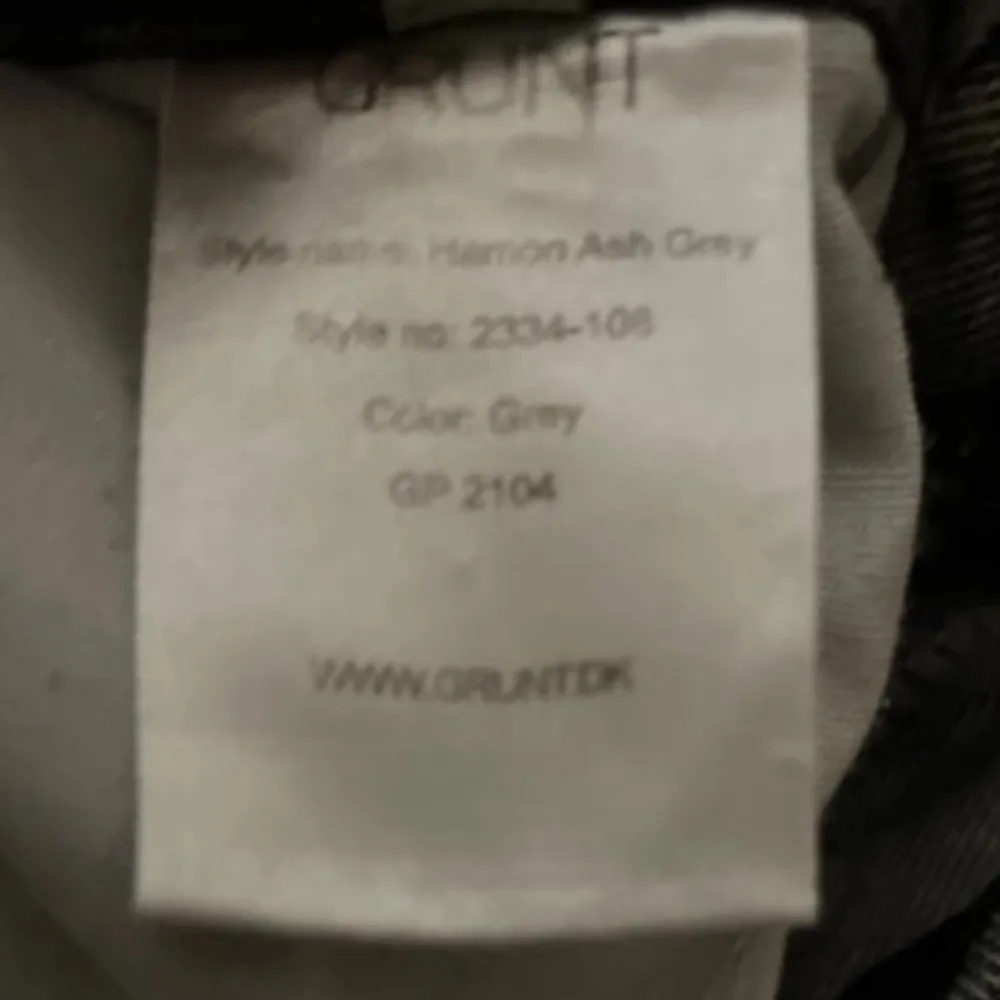 GRUNT
Style name: Hamon Ash Grey
Style no: 2334-108
Color: Grey
GP 2104
WWW.GRUNT.DK